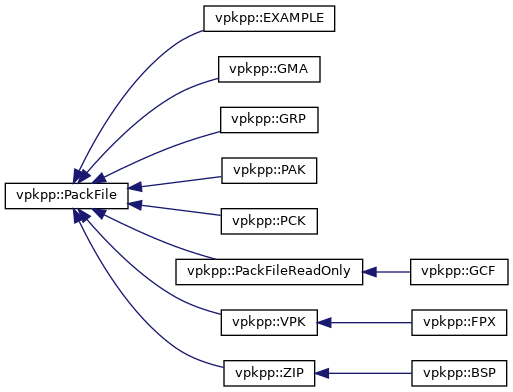 vpkpp::EXAMPLE
vpkpp::GMA
vpkpp::GRP
vpkpp::PAK
vpkpp::PackFile
vpkpp::PCK
vpkpp::PackFileReadOnly
vpkpp::GCF
vpkpp::VPK
vpkpp::FPX
vpkpp::ZIP
vpkpp::BSP